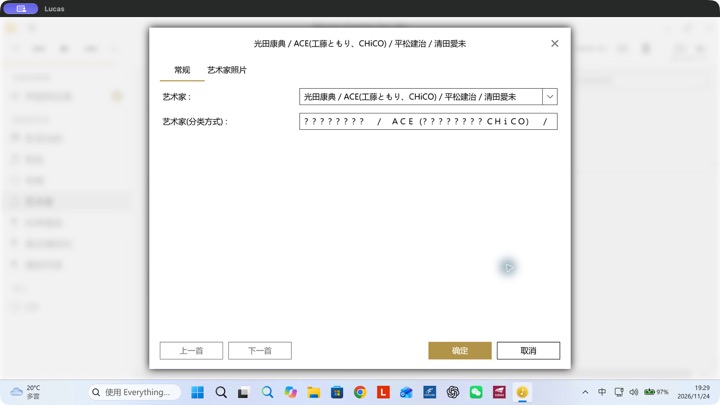 Lucas
光田康典 / ACE(工藤ともり、CHiCO) / 平松建治 / 清田愛未
常规 艺术家照片
艺术家：
光田康典 / ACE(工藤ともり、CHiCO) / 平松建治 / 清田愛未
艺术家(分类方式)：
？？？？？？？？ / ＡＣＥ（？？？？？？？？ＣＨｉＣＯ） /
上一首 下一首 确定 取消
20°C
多云
使用 Everything...
中
97%
19:29
2026/11/24